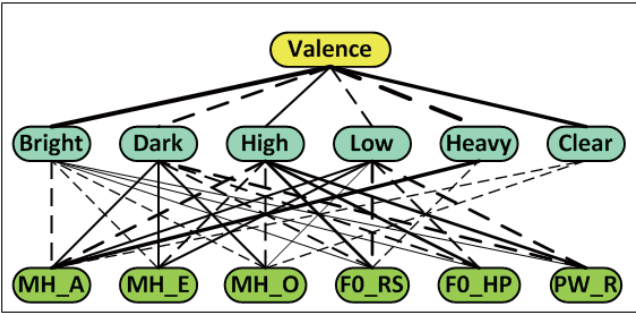 Valence
Bright Dark High Low Heavy Clear
MH_A MH_E MH_O F0_RS F0_HP PW_R